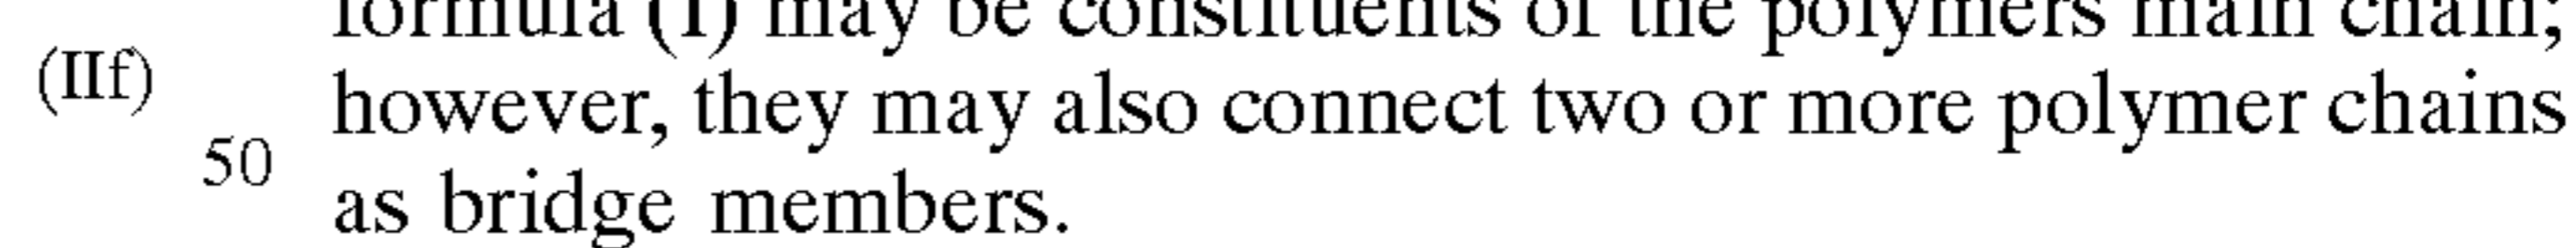 formula (I) may be constituents of the polymers main chain;
(IIf)
however, they may also connect two or more polymer chains
50
as bridge members.